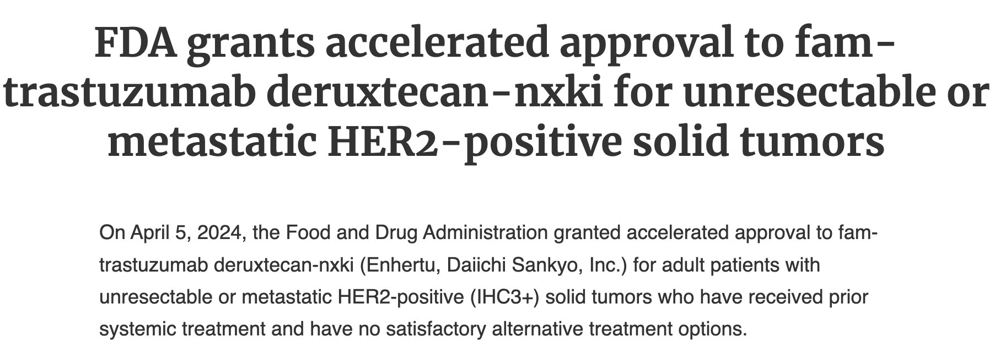 FDA grants accelerated approval to fam-
trastuzumab deruxtecan-nxki for unresectable or
metastatic HER2-positive solid tumors
On April 5, 2024, the Food and Drug Administration granted accelerated approval to fam-
trastuzumab deruxtecan-nxki (Enhertu, Daiichi Sankyo, Inc.) for adult patients with
unresectable or metastatic HER2-positive (IHC3+) solid tumors who have received prior
systemic treatment and have no satisfactory alternative treatment options.